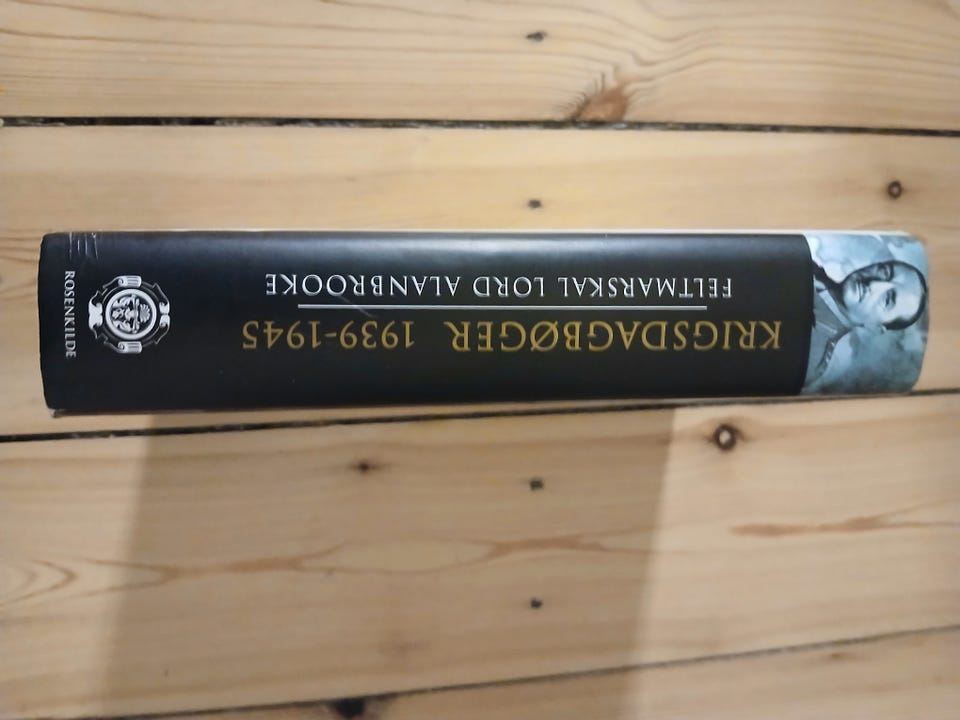 KRIGSDAGBØGER 1939-1945
FELTMARSKAL LORD ALANBROOKE
ROSENKILDE